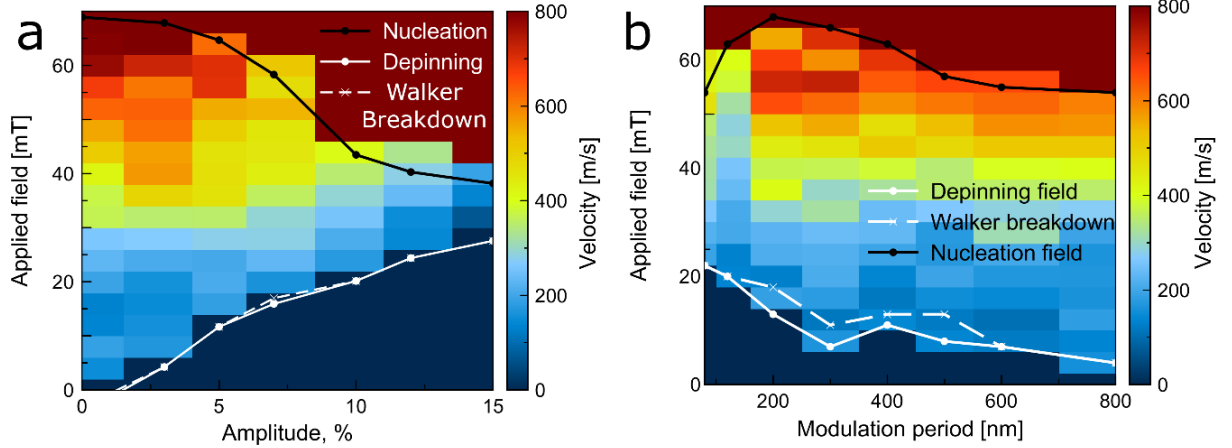 a
Nucleation
Depinning
Walker
Breakdown
Applied field [mT]
0
20
40
60
0
5
10
15
Amplitude, %
0
200
400
600
800
Velocity [m/s]
b
Depinning field
Walker breakdown
Nucleation field
Applied field [mT]
0
20
40
60
200
400
600
800
Modulation period [nm]
0
200
400
600
800
Velocity [m/s]